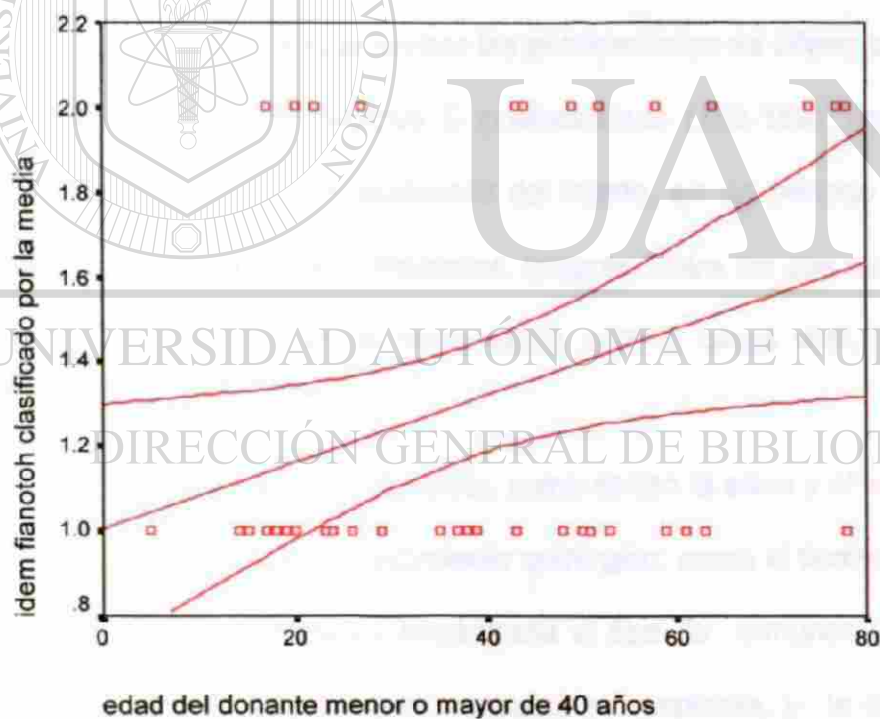 2.2
2.0
1.8
1.6
1.4
1.2
1.0
.8
0 20 40 60 80
idem flanotoh clasificado por la media
edad del donante menor o mayor de 40 años
UAN
UNIVERSIDAD AUTÓNOMA DE NU
DIRECCIÓN GENERAL DE BIBLIOT